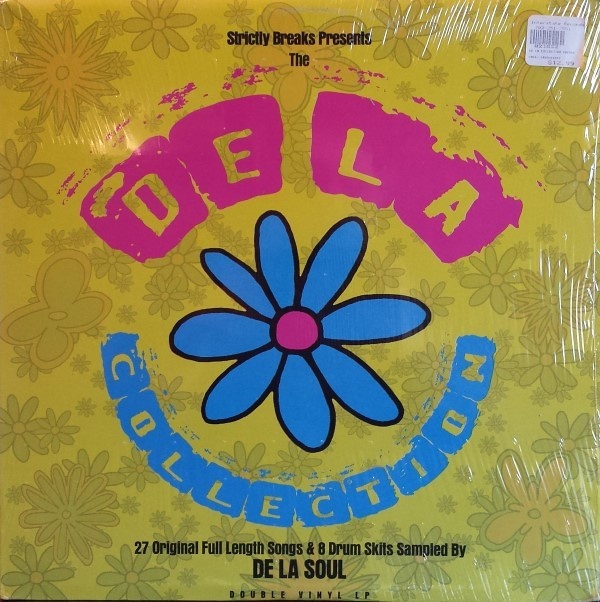 Strictly Breaks Presents
The
DE LA
COLLECTION
27 Original Full Length Songs & 8 Drum Skits Sampled By
DE LA SOUL
DOUBLE VINYL LP